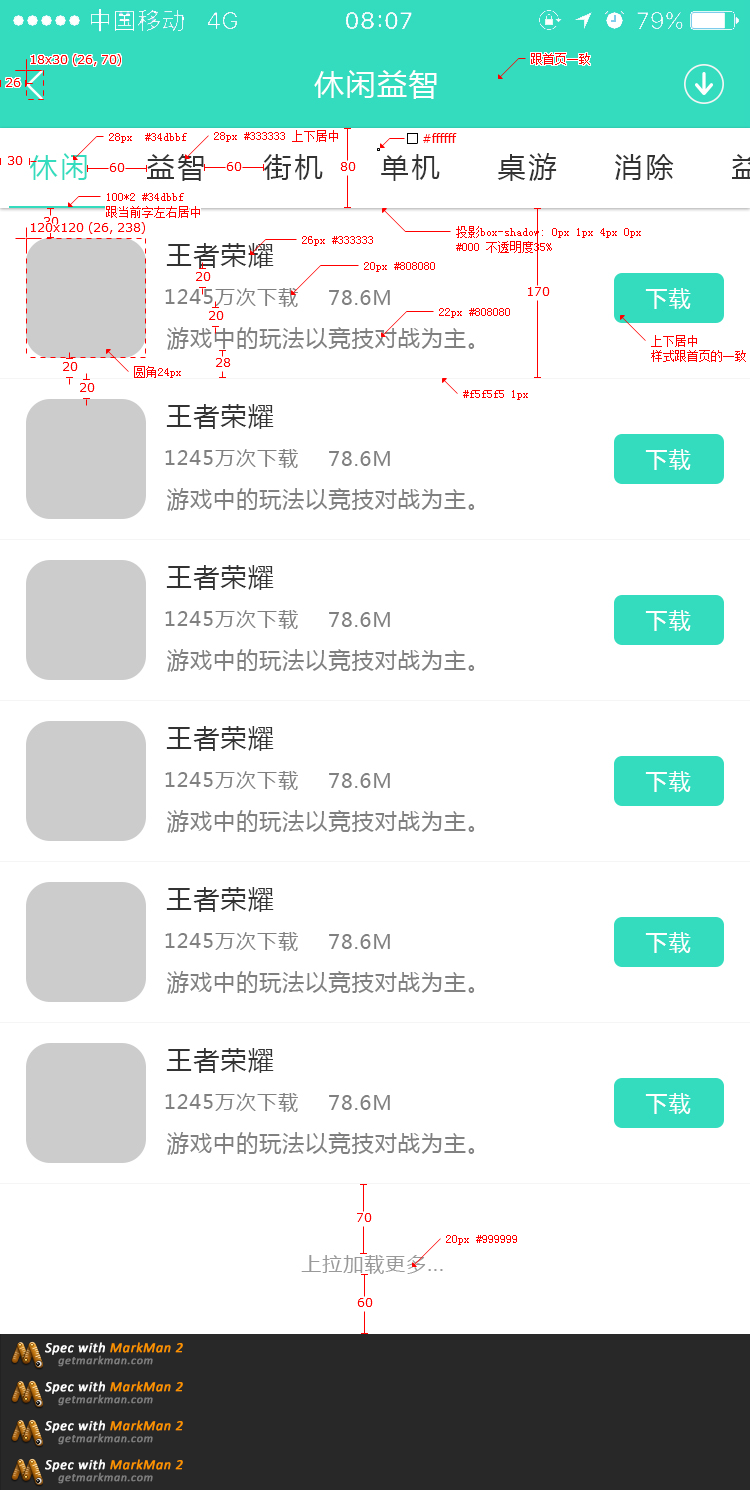 中国移动 4G 08:07 79%
18x30 (26, 70)
26
休闲益智
跟首页一致
28px #34dbbf
28px #333333 上下居中
#ffffff
30
休闲 60 益智 60 街机 80 单机 桌游 消除 益
100*2 #34dbbf
跟当前字左右居中
30
120x120 (26, 238)
投影box-shadow: 0px 1px 4px 0px
#000 不透明度35%
王者荣耀
26px #333333
20px #808080
20
170
1245万次下载 78.6M
下载
20
22px #808080
游戏中的玩法以竞技对战为主。
上下居中
样式跟首页的一致
20
28
圆角24px
20
#f5f5f5 1px
王者荣耀
1245万次下载 78.6M
下载
游戏中的玩法以竞技对战为主。
王者荣耀
1245万次下载 78.6M
下载
游戏中的玩法以竞技对战为主。
王者荣耀
1245万次下载 78.6M
下载
游戏中的玩法以竞技对战为主。
王者荣耀
1245万次下载 78.6M
下载
游戏中的玩法以竞技对战为主。
王者荣耀
1245万次下载 78.6M
下载
游戏中的玩法以竞技对战为主。
70
20px #999999
上拉加载更多...
60
Spec with MarkMan 2
getmarkman.com
Spec with MarkMan 2
getmarkman.com
Spec with MarkMan 2
getmarkman.com
Spec with MarkMan 2
getmarkman.com